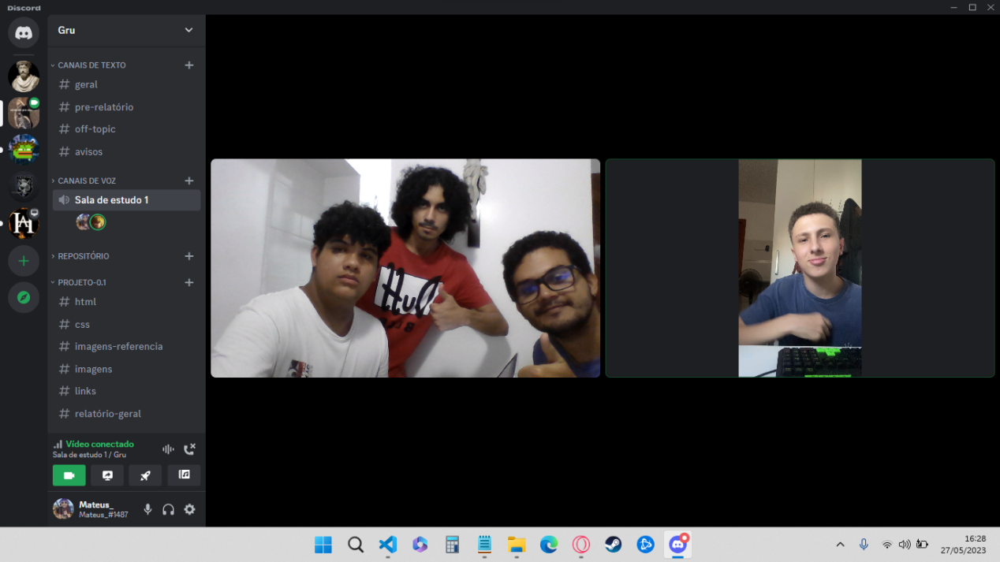 Discord
Gru
CANAIS DE TEXTO
geral
pre-relatório
off-topic
avisos
CANAIS DE VOZ
Sala de estudo 1
REPOSITÓRIO
PROJETO-0.1
html
css
imagens-referencia
imagens
links
relatório-geral
Vídeo conectado
Sala de estudo 1 / Gru
Mateus_
Mateus_#1487
16:28
27/05/2023